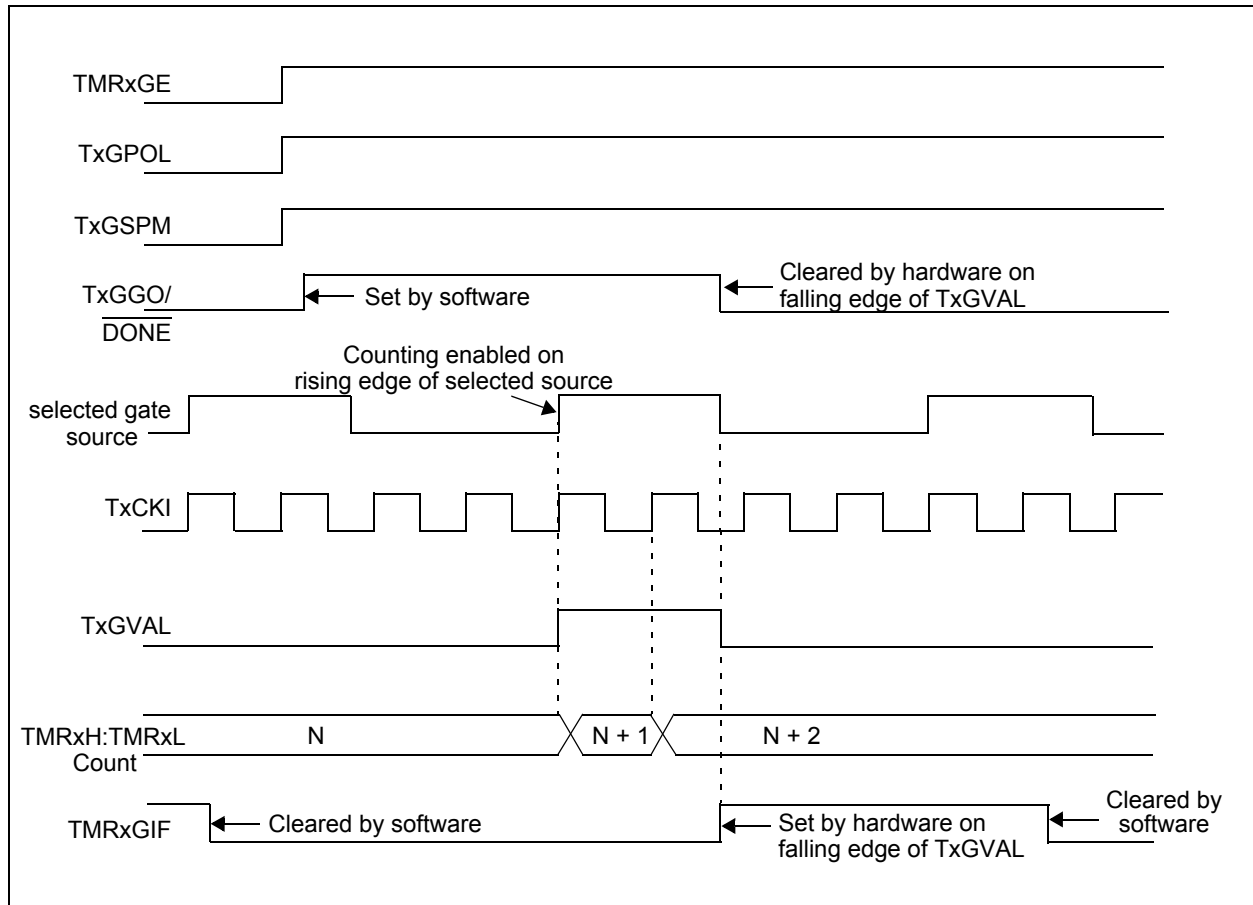 TMRxGE
TxGPOL
TxGSPM
TxGGO/
DONE
Set by software
Cleared by hardware on
falling edge of TxGVAL
Counting enabled on
rising edge of selected source
selected gate
source
TxCKI
TxGVAL
TMRxH:TMRxL
Count
N
N + 1
N + 2
TMRxGIF
Cleared by software
Set by hardware on
falling edge of TxGVAL
Cleared by
software